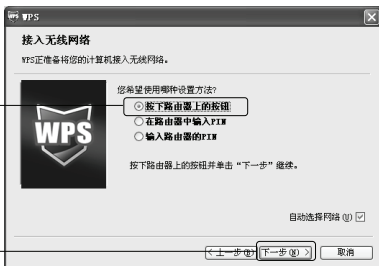 WPS
接入无线网络
WPS正准备将您的计算机接入无线网络。
您希望使用哪种设置方法?
按下路由器上的按钮
在路由器中输入PIN
输入路由器的PIN
WPS
按下路由器上的按钮并单击“下一步”继续。
自动选择网络(U)
<上一步(B) 下一步(N) > 取消